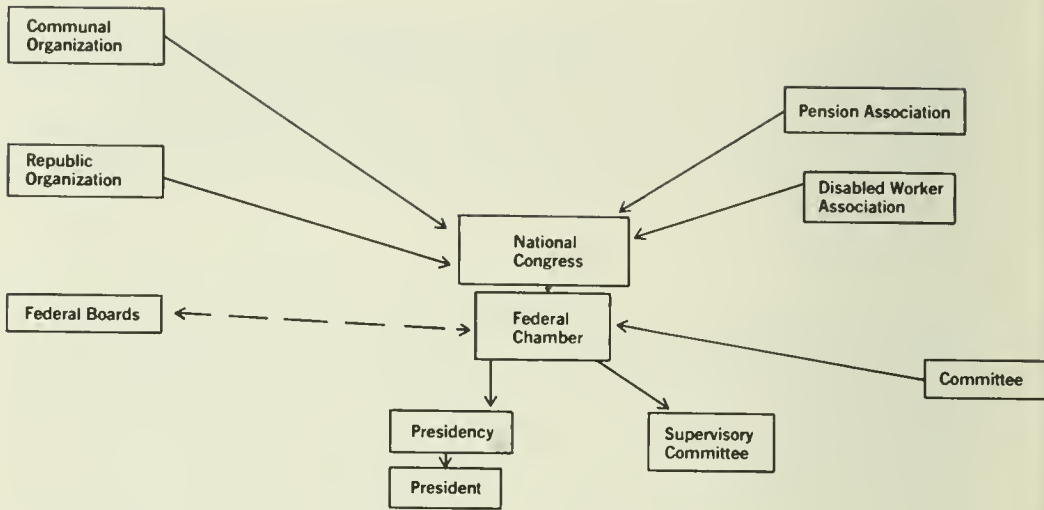 Communal
Organization
Pension Association
Republic
Organization
Disabled Worker
Association
National
Congress
Federal Boards
Federal
Chamber
Committee
Presidency
Supervisory
Committee
President